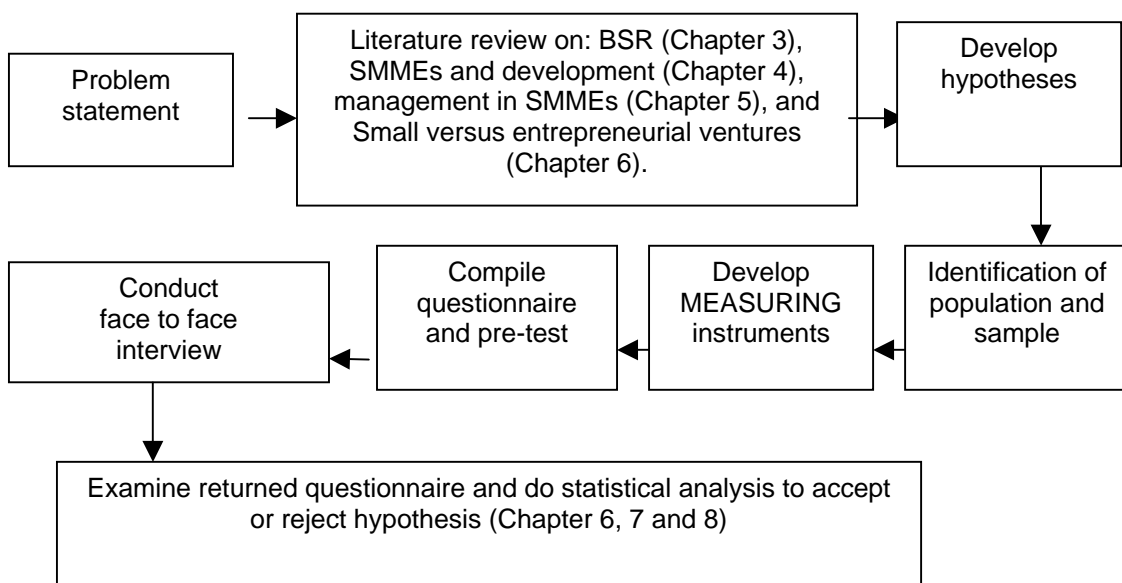 Problem
statement
Literature review on: BSR (Chapter 3),
SMMEs and development (Chapter 4),
management in SMMEs (Chapter 5), and
Small versus entrepreneurial ventures
(Chapter 6).
Develop
hypotheses
Identification of
population and
sample
Develop
MEASURING
instruments
Compile
questionnaire
and pre-test
Conduct
face to face
interview
Examine returned questionnaire and do statistical analysis to accept
or reject hypothesis (Chapter 6, 7 and 8)